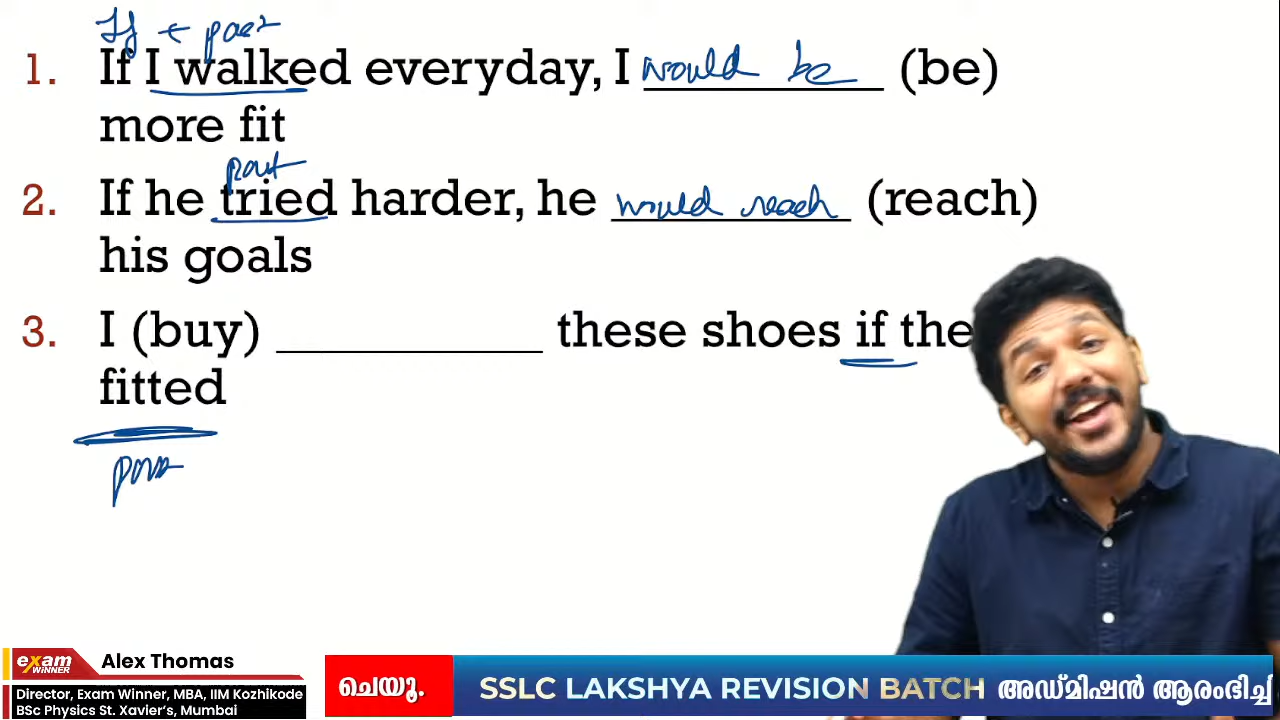 If + past
1. If I walked everyday, I would be (be)
more fit
past
2. If he tried harder, he would reach (reach)
his goals
3. I (buy) ___________ these shoes if the
fitted
past
exam WINNER
Alex Thomas
Director, Exam Winner, MBA, IIM Kozhikode
BSc Physics St. Xavier's, Mumbai
ചെയൂ. SSLC LAKSHYA REVISION BATCH അഡ്മിഷൻ ആരംഭിച്ചി